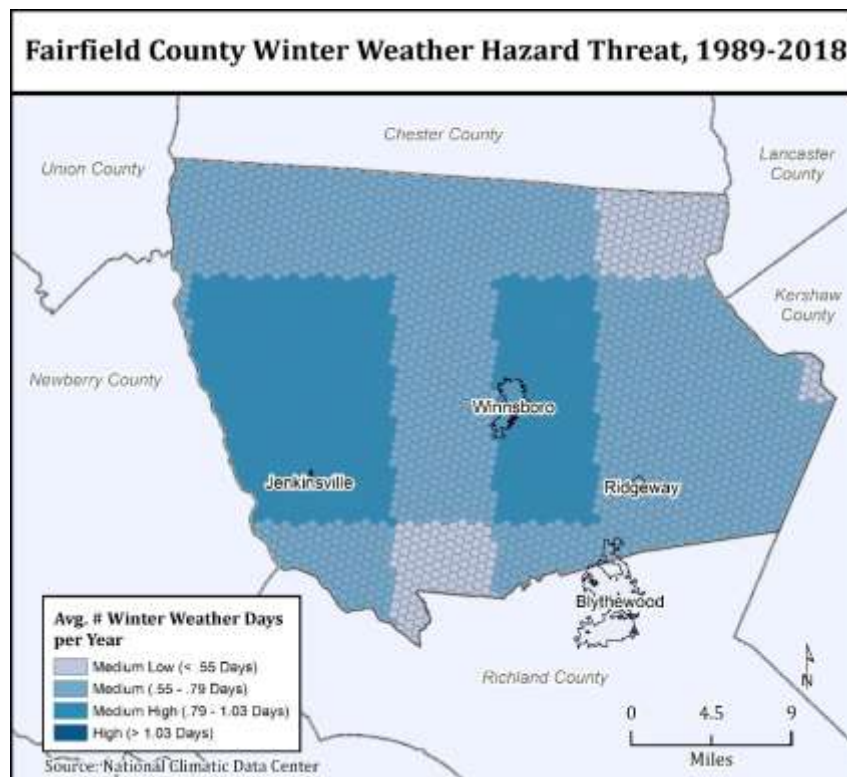 Fairfield County Winter Weather Hazard Threat, 1989-2018
Chester County
Union County
Lancaster
County
Kershaw
County
Newberry County
Winnsboro
Jenkinsville
Ridgeway
Blythewood
Richland County
Avg. # Winter Weather Days
per Year
Medium Low (< .55 Days)
Medium (.55 - .79 Days)
Medium High (.79 - 1.03 Days)
High (> 1.03 Days)
N
0 4.5 9
Miles
Source: National Climatic Data Center